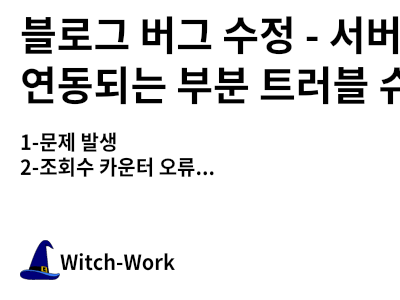 블로그 버그 수정 - 서버
연동되는 부분 트러블 슈
1-문제 발생
2-조회수 카운터 오류...
Witch-Work